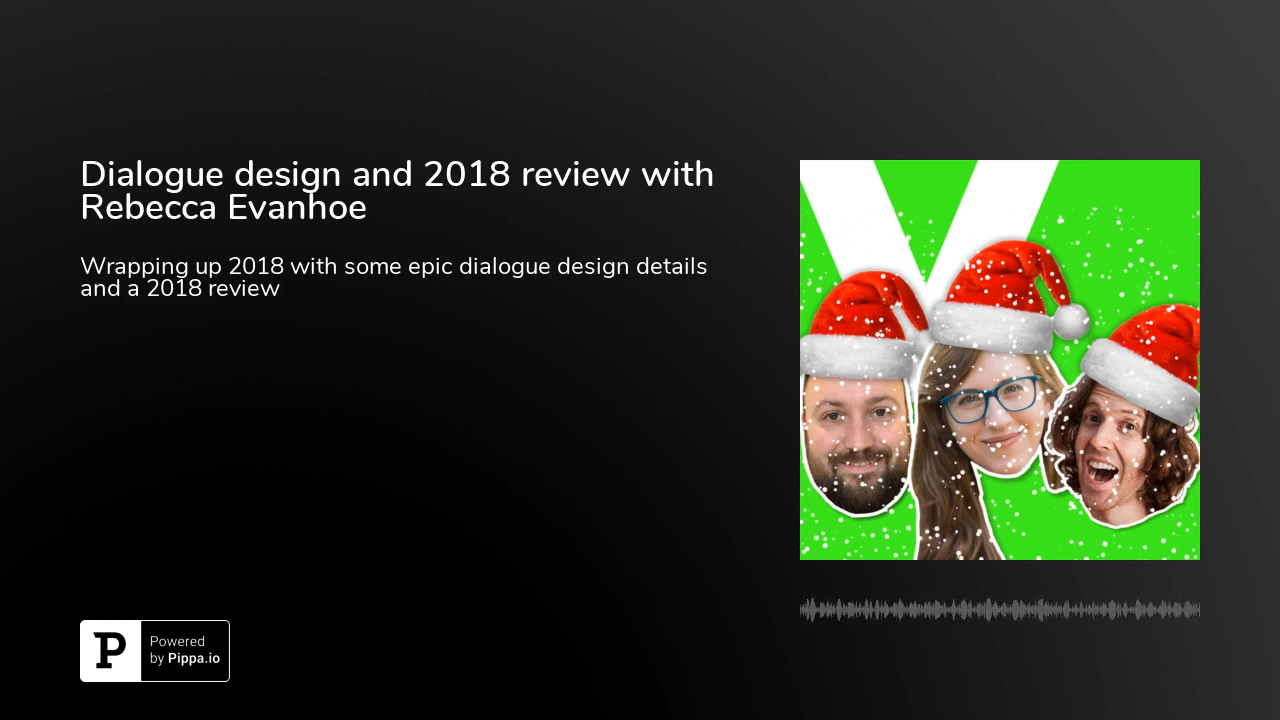 Dialogue design and 2018 review with
Rebecca Evanhoe
Wrapping up 2018 with some epic dialogue design details
and a 2018 review
P
Powered
by Pippa.io